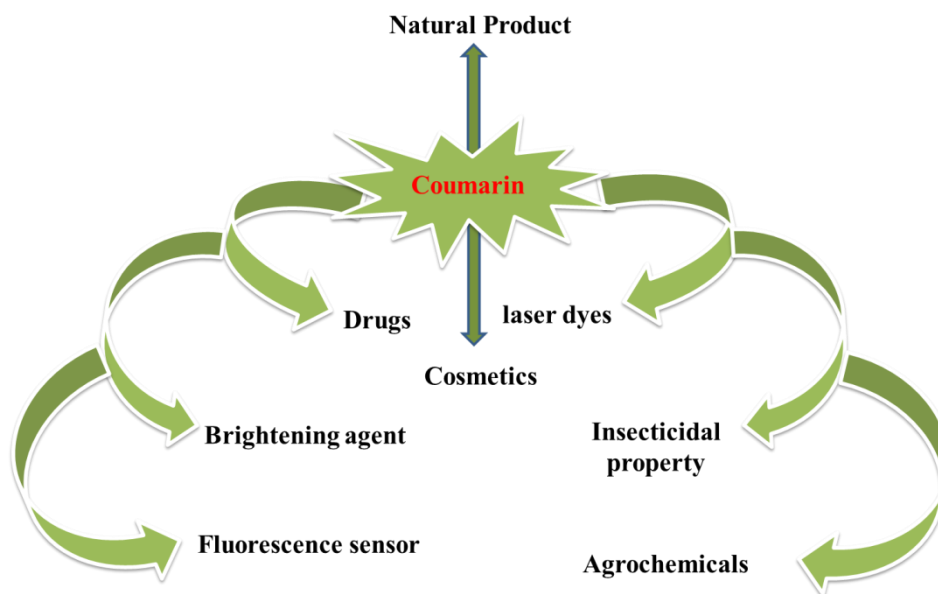 Natural Product
Coumarin
Drugs
laser dyes
Cosmetics
Brightening agent
Insecticidal
property
Fluorescence sensor
Agrochemicals